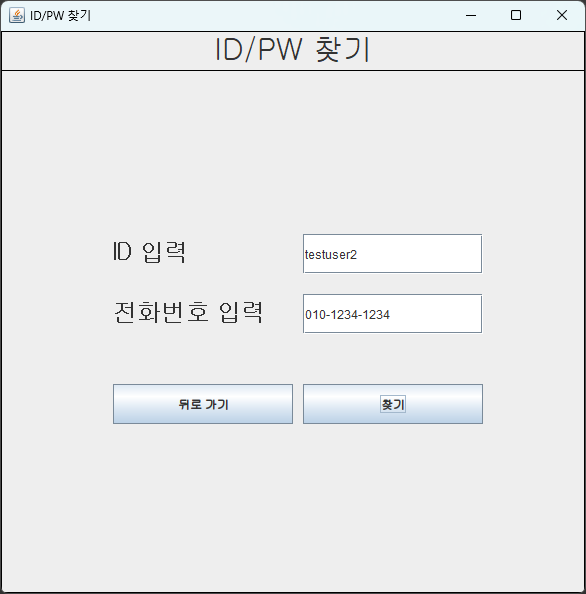 ID/PW 찾기
ID/PW 찾기
ID 입력
testuser2
전화번호 입력
010-1234-1234
뒤로 가기
찾기